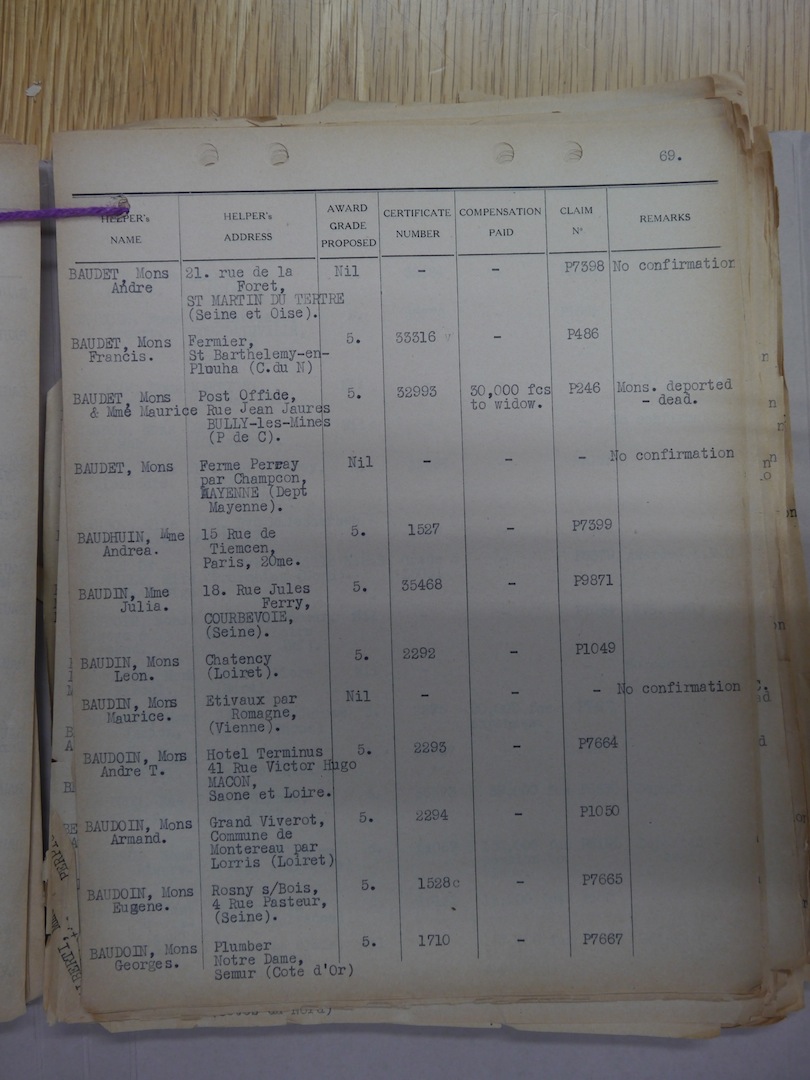 69.
HELPER's NAME | HELPER's ADDRESS | AWARD GRADE PROPOSED | CERTIFICATE NUMBER | COMPENSATION PAID | CLAIM Nº | REMARKS
BAUDET, Mons 21. rue de la Nil - - P7398 No confirmation
Andre Foret,
ST MARTIN DU TERTRE
(Seine et Oise).
BAUDET, Mons Fermier, 5. 33316 - P486
Francis. St Barthelemy-en-
Plouha (C.du N)
BAUDET, Mons Post Office, 5. 32993 30,000 fcs P246 Mons. deported
& Mme Maurice Rue Jean Jaures to widow. - dead.
BULLY-les-Mines
(P de C).
BAUDET, Mons Ferme Perray Nil - - - No confirmation
par Champcon,
MAYENNE (Dept
Mayenne).
BAUDHUIN, Mme 15 Rue de 5. 1527 - P7399
Andrea. Tiemcen,
Paris, 20me.
BAUDIN, Mme 18. Rue Jules 5. 35468 - P9871
Julia. Ferry,
COURBEVOIE,
(Seine).
BAUDIN, Mons Chatency 5. 2292 - P1049
Leon. (Loiret).
BAUDIN, Mons Etivaux par Nil - - - No confirmation
Maurice. Romagne,
(Vienne).
BAUDOIN, Mons Hotel Terminus 5. 2293 - P7664
Andre T. 41 Rue Victor Hugo
MACON,
Saone et Loire.
BAUDOIN, Mons Grand Viverot, 5. 2294 - P1050
Armand. Commune de
Montereau par
Lorris (Loiret)
BAUDOIN, Mons Rosny s/Bois, 5. 1528c - P7665
Eugene. 4 Rue Pasteur,
(Seine).
BAUDOIN, Mons Plumber 5. 1710 - P7667
Georges. Notre Dame,
Semur (Cote d'Or)